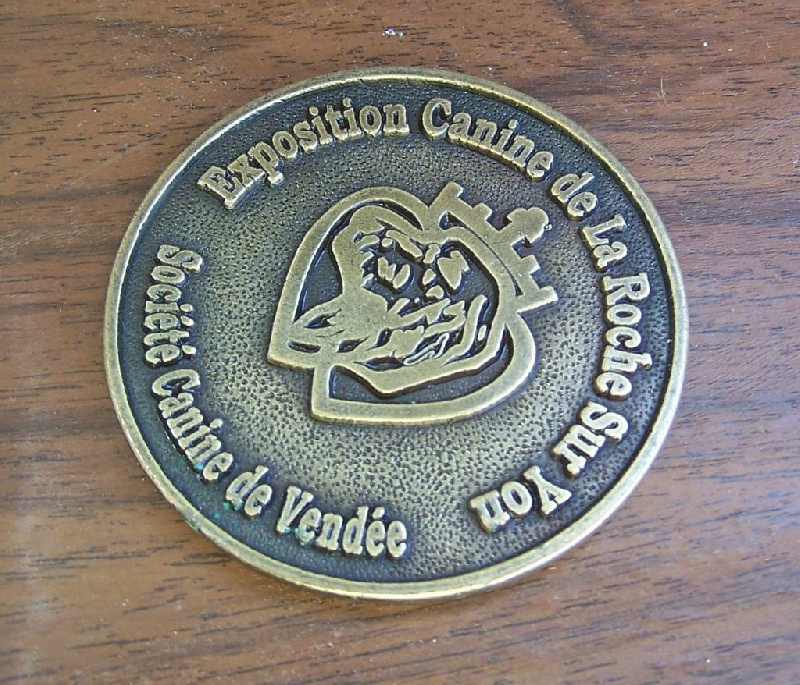 Exposition Canine de La Roche Sur Yon
Société Canine de Vendée